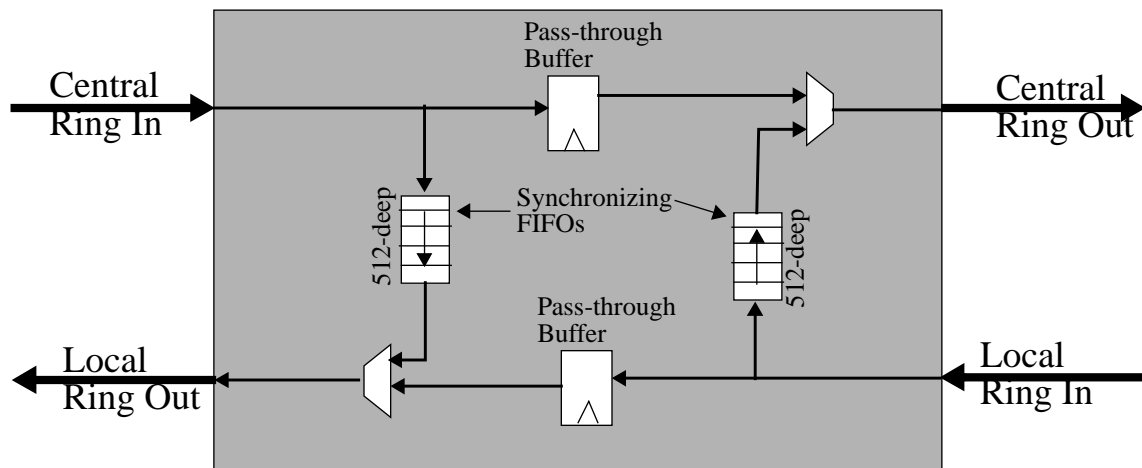 Pass-through
Buffer
Central
Ring In
Central
Ring Out
512-deep
Synchronizing
FIFOs
512-deep
Pass-through
Buffer
Local
Ring Out
Local
Ring In